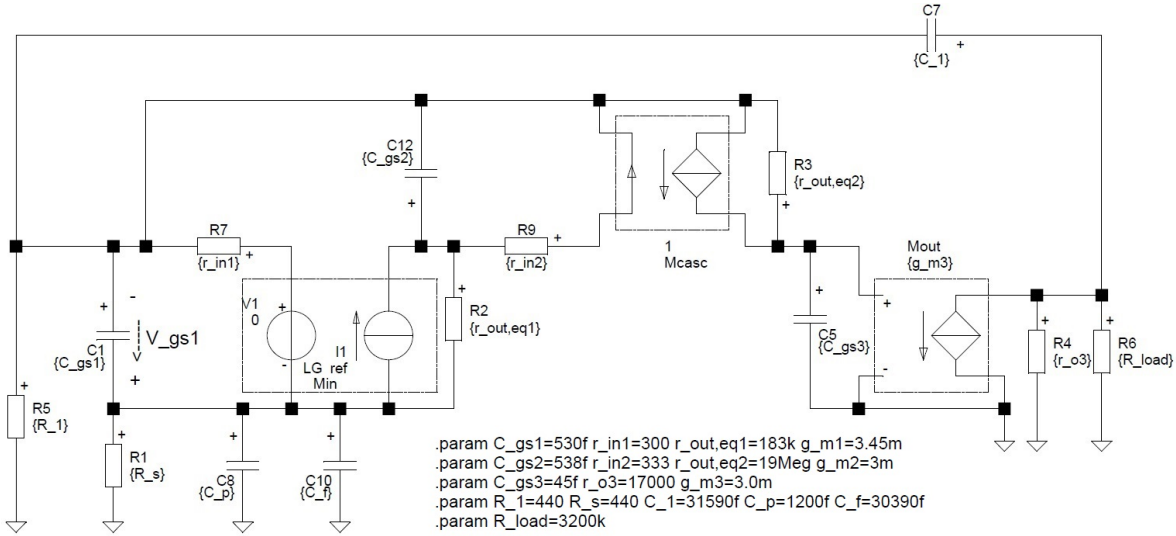 C7
+
{C_1}
C12
{C_gs2}
+
R3
{r_out,eq2}
+
R7
+
{r_in1}
R9
+
{r_in2}
1
Mcasc
Mout
{g_m3}
+ -
V_gs1
C1
{C_gs1}
+
V1
0
+
-
I1
LG_ref
Min
+
R2
{r_out,eq1}
+
C5
{C_gs3}
+
-
+
R4
{r_o3}
+
R6
{R_load}
+
R5
{R_1}
+
R1
{R_s}
+
C8
{C_p}
+
C10
{C_f}
.param C_gs1=530f r_in1=300 r_out,eq1=183k g_m1=3.45m
.param C_gs2=538f r_in2=333 r_out,eq2=19Meg g_m2=3m
.param C_gs3=45f r_o3=17000 g_m3=3.0m
.param R_1=440 R_s=440 C_1=31590f C_p=1200f C_f=30390f
.param R_load=3200k